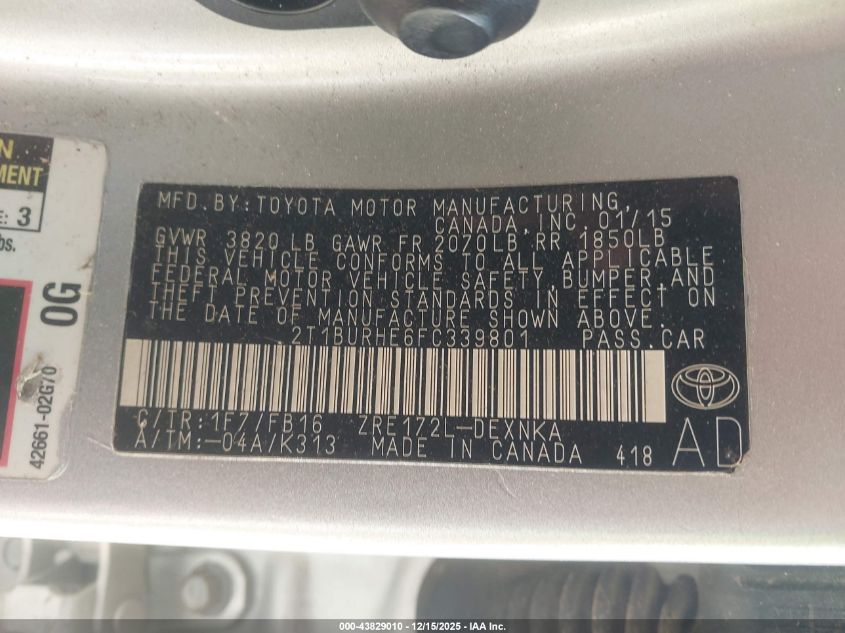 N
MENT
E: 3
bs.
0G
42661-02G70
MFD. BY: TOYOTA MOTOR MANUFACTURING,
CANADA, INC. 01/15
GVWR 3820 LB GAWR FR 2070LB RR 1850LB
THIS VEHICLE CONFORMS TO ALL APPLICABLE
FEDERAL MOTOR VEHICLE SAFETY, BUMPER, AND
THEFT PREVENTION STANDARDS IN EFFECT ON
THE DATE OF MANUFACTURE SHOWN ABOVE.
2T1BURHE6FC339801 PASS. CAR
C/TR: 1F7/FB16 ZRE172L-DEXNKA
A/TM: -04A/K313 MADE IN CANADA 418
AD
000-43829010 - 12/15/2025 - IAA Inc.